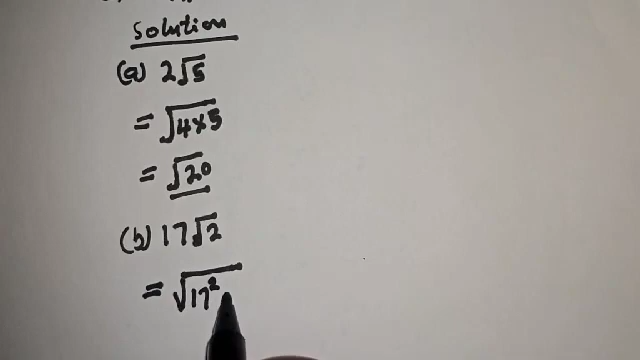 Solution
(a) 2√5
= √4×5
= √20
(b) 17√2
= √17²